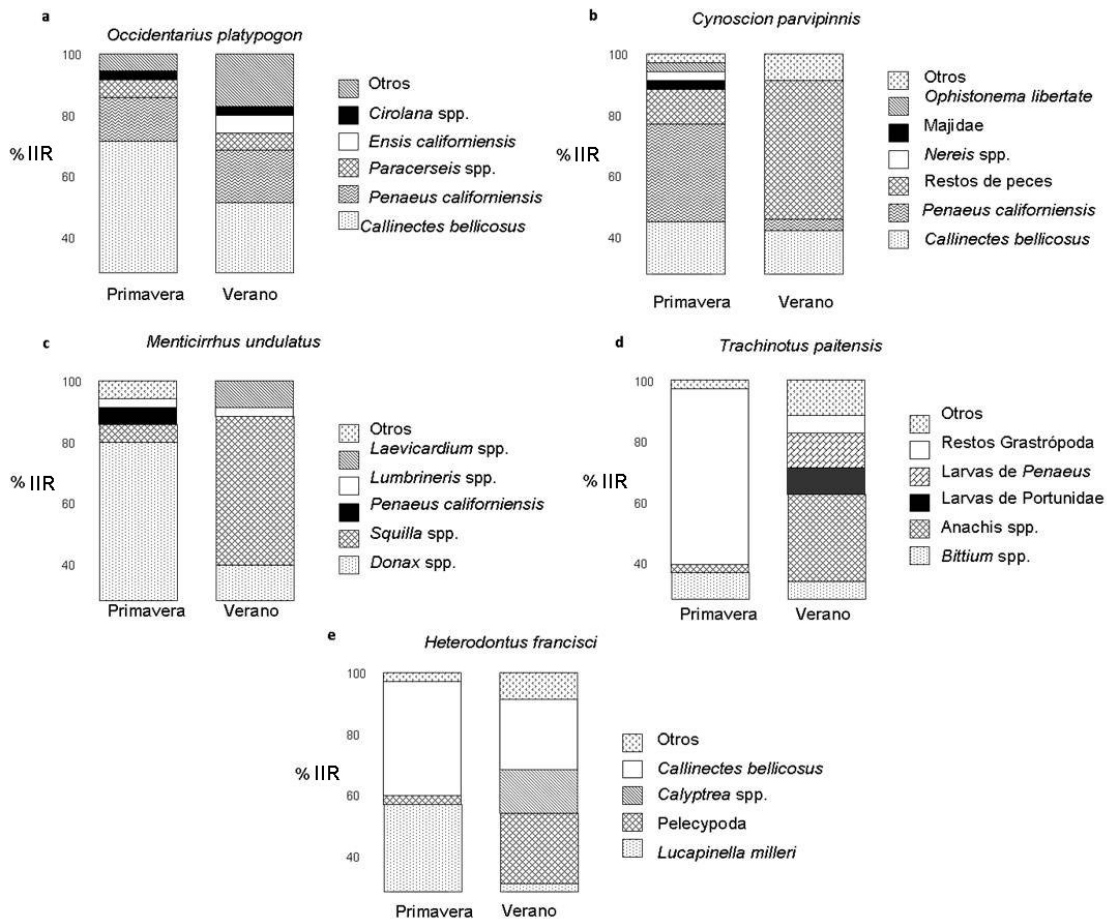 a
Occidentarius platypogon
100
80
% IIR
60
40
Primavera
Verano
Otros
Cirolana spp.
Ensis californiensis
Paracerseis spp.
Penaeus californiensis
Callinectes bellicosus
b
Cynoscion parvipinnis
100
80
% IIR
60
40
Primavera
Verano
Otros
Ophistonema libertate
Majidae
Nereis spp.
Restos de peces
Penaeus californiensis
Callinectes bellicosus
c
Menticirrhus undulatus
100
80
% IIR
60
40
Primavera
Verano
Otros
Laevicardium spp.
Lumbrineris spp.
Penaeus californiensis
Squilla spp.
Donax spp.
d
Trachinotus paitensis
100
80
% IIR
60
40
Primavera
Verano
Otros
Restos Grastrópoda
Larvas de Penaeus
Larvas de Portunidae
Anachis spp.
Bittium spp.
e
Heterodontus francisci
100
80
% IIR
60
40
Primavera
Verano
Otros
Callinectes bellicosus
Calyptrea spp.
Pelecypoda
Lucapinella milleri